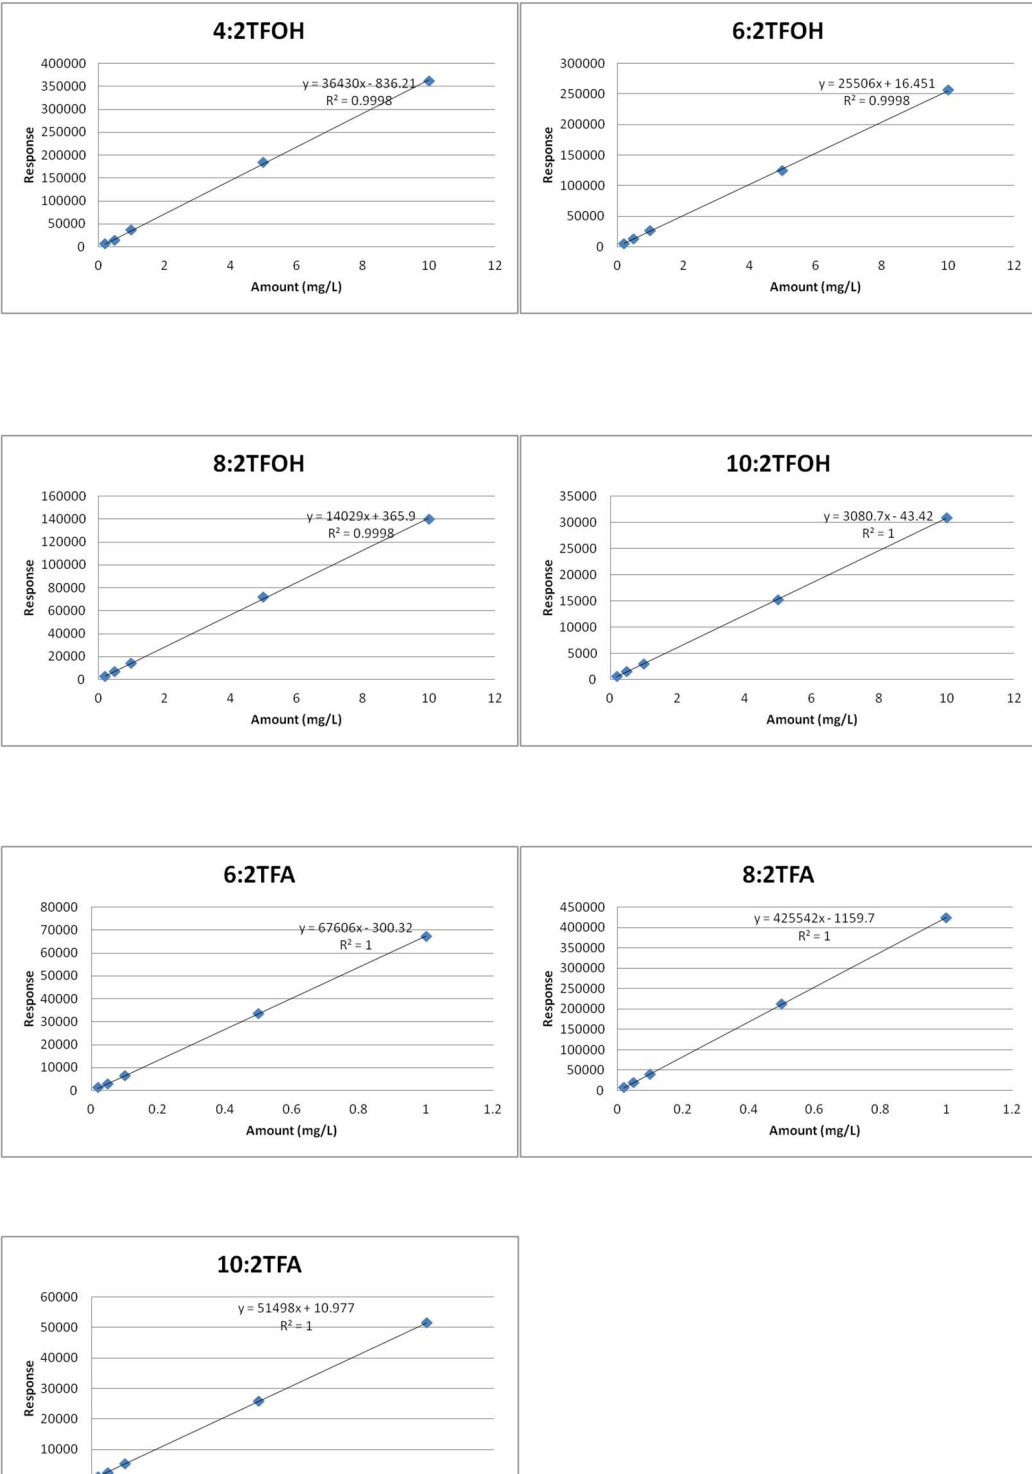 4:2TFOH
400000
350000
300000
250000
200000
150000
100000
50000
0
Response
y = 36430x - 836.21
R² = 0.9998
0 2 4 6 8 10 12
Amount (mg/L)
6:2TFOH
300000
250000
200000
150000
100000
50000
0
Response
y = 25506x + 16.451
R² = 0.9998
0 2 4 6 8 10 12
Amount (mg/L)
8:2TFOH
160000
140000
120000
100000
80000
60000
40000
20000
0
Response
y = 14029x + 365.9
R² = 0.9998
0 2 4 6 8 10 12
Amount (mg/L)
10:2TFOH
35000
30000
25000
20000
15000
10000
5000
0
Response
y = 3080.7x - 43.42
R² = 1
0 2 4 6 8 10 12
Amount (mg/L)
6:2TFA
80000
70000
60000
50000
40000
30000
20000
10000
0
Response
y = 67606x - 300.32
R² = 1
0 0.2 0.4 0.6 0.8 1 1.2
Amount (mg/L)
8:2TFA
450000
400000
350000
300000
250000
200000
150000
100000
50000
0
Response
y = 425542x - 1159.7
R² = 1
0 0.2 0.4 0.6 0.8 1 1.2
Amount (mg/L)
10:2TFA
60000
50000
40000
30000
20000
10000
Response
y = 51498x + 10.977
R² = 1